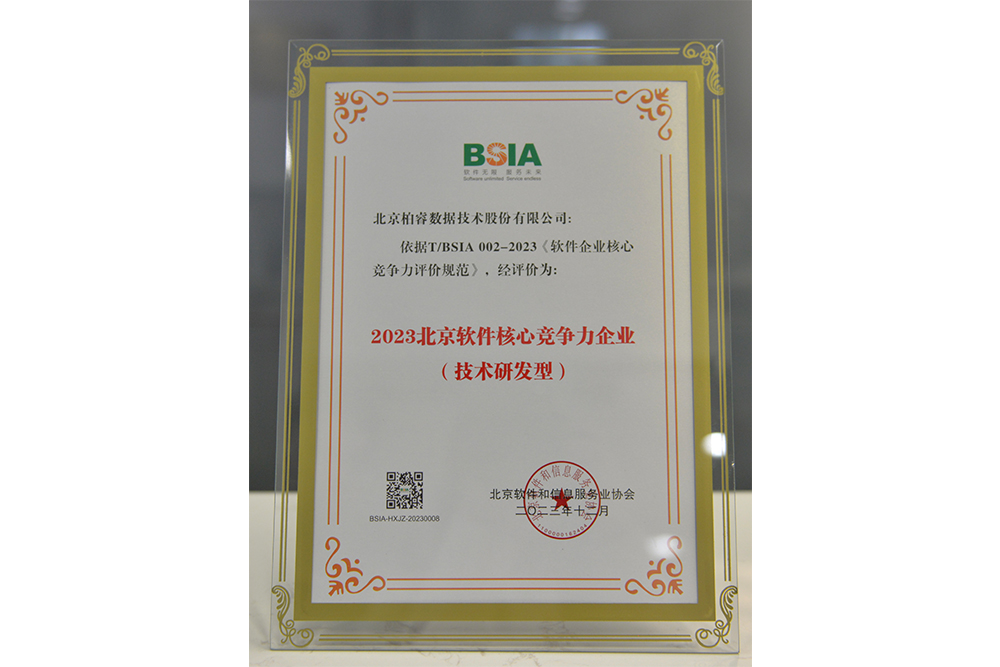 BSIA
软件无限 服务未来
Software unlimited Service endless
北京柏睿数据技术股份有限公司：
依据T/BSIA 002-2023《软件企业核心
竞争力评价规范》，经评价为：
2023北京软件核心竞争力企业
（技术研发型）
BSIA-HXJZ-20230008
北京软件和信息服务业协会
二〇二三年十二月